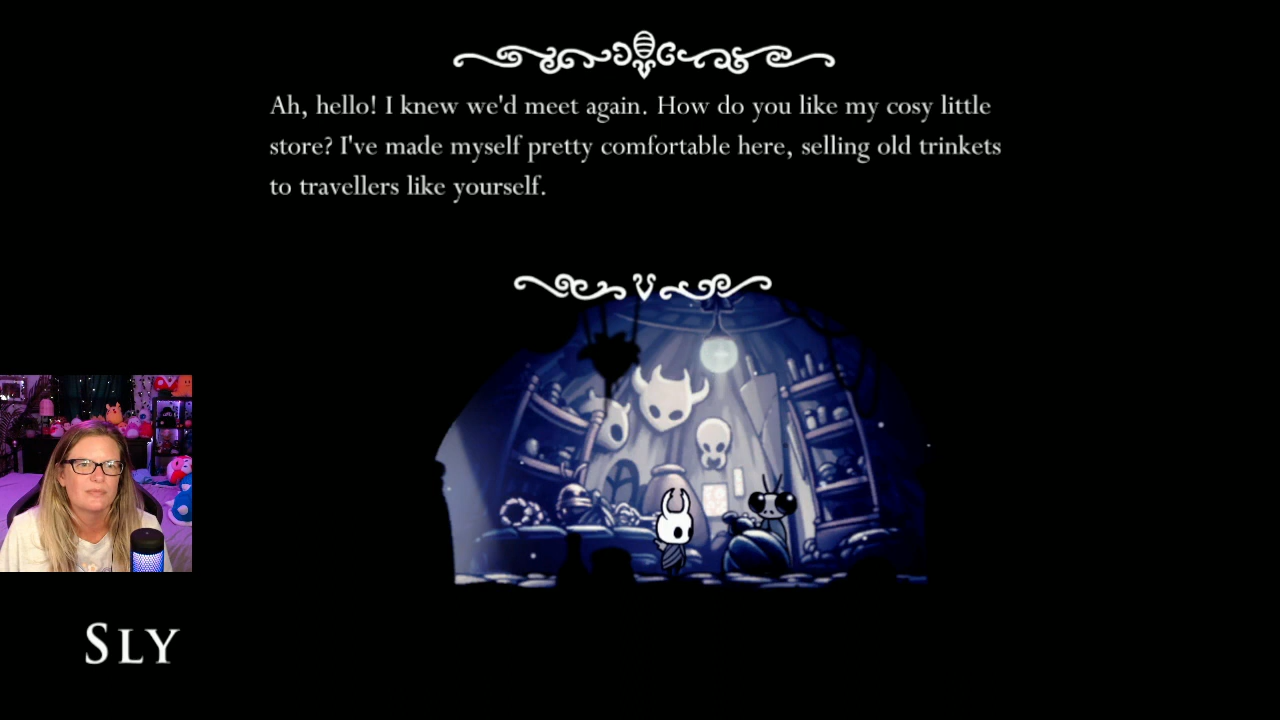 Ah, hello! I knew we'd meet again. How do you like my cosy little
store? I've made myself pretty comfortable here, selling old trinkets
to travellers like yourself.
SLY